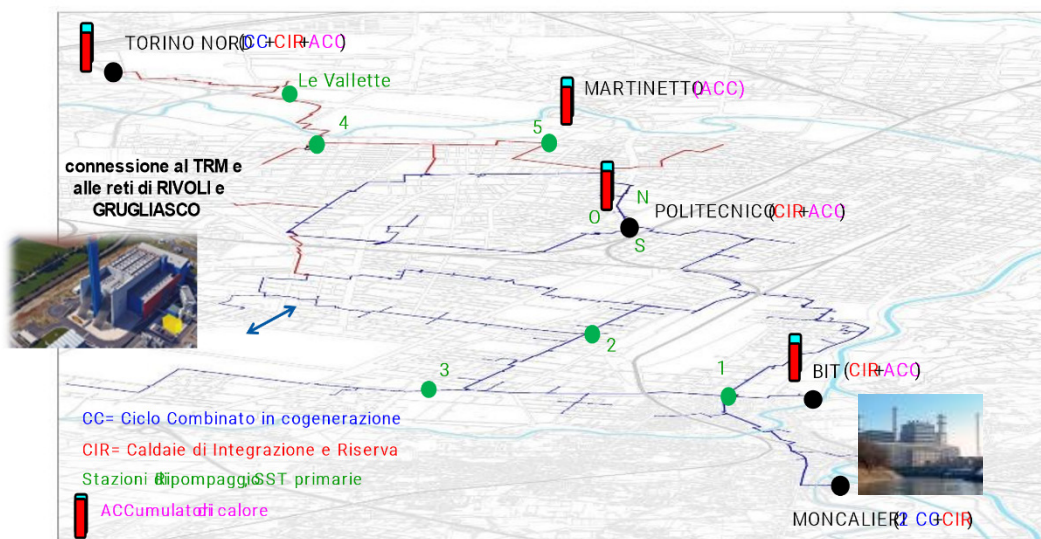 TORINO NORD (CC+CIR+ACC)
Le Vallette
MARTINETTO (ACC)
4
5
connessione al TRM e
alle reti di RIVOLI e
GRUGLIASCO
N
O
POLITECNICO (CIR+ACC)
S
2
3
1
BIT (CIR+ACC)
CC= Ciclo Combinato in cogenerazione
CIR= Caldaie di Integrazione e Riserva
Stazioni di Ripompaggio, SST primarie
ACCumulatori di calore
MONCALIERI (2 CC+CIR)